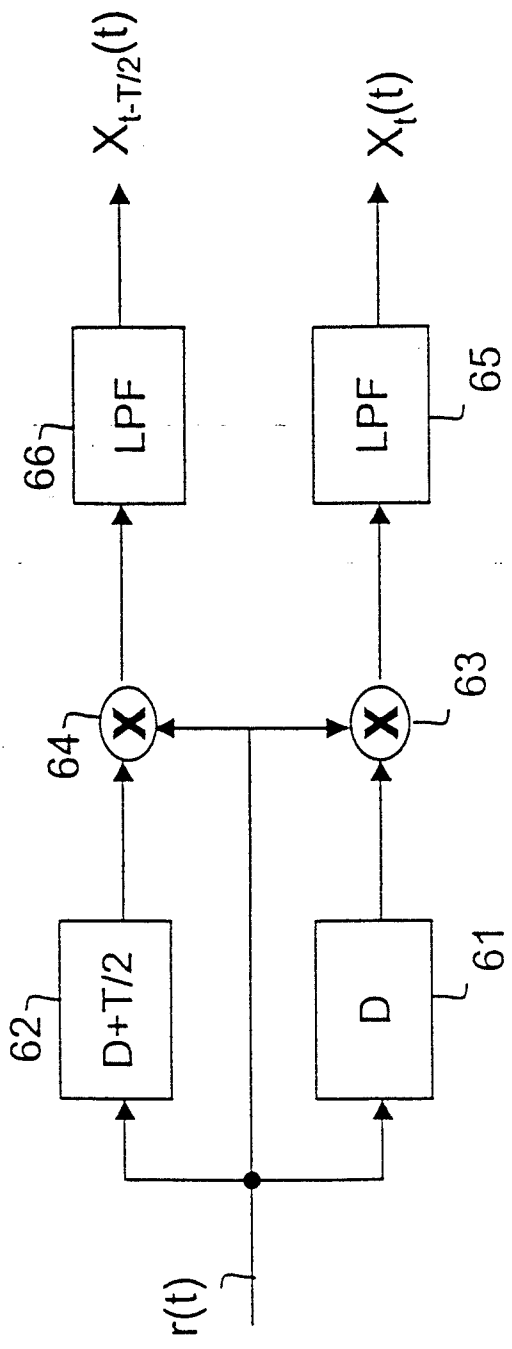 r(t)
62
D+T/2
64
X
66
LPF
X_{t-T/2}(t)
D
61
X
63
LPF
65
X_t(t)